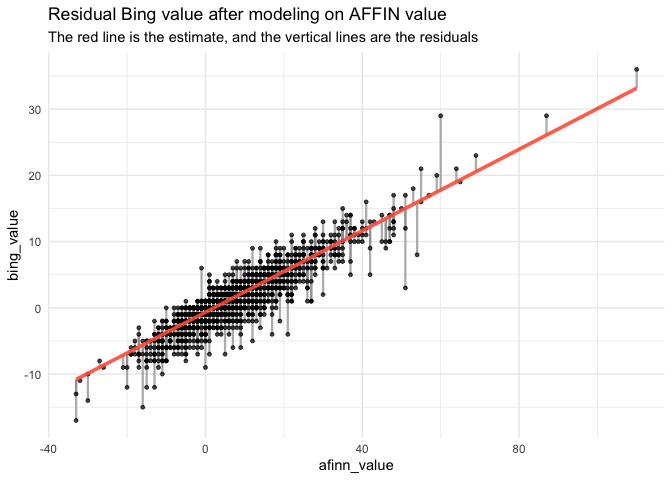 Residual Bing value after modeling on AFFIN value
The red line is the estimate, and the vertical lines are the residuals
bing_value
30
20
10
0
-10
-40
0
40
80
afinn_value